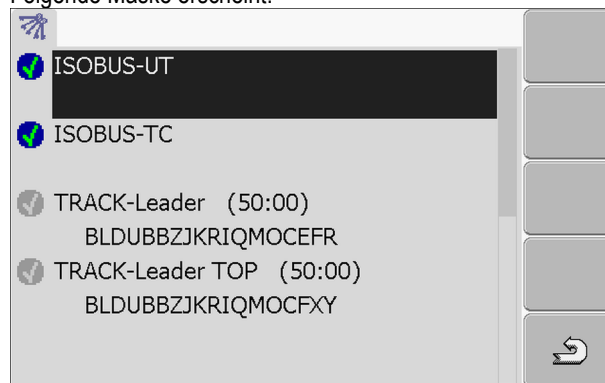 Folgende Maske erscheint:
ISOBUS-UT
ISOBUS-TC
TRACK-Leader (50:00)
BLDUBBZJKRIQMOCEFR
TRACK-Leader TOP (50:00)
BLDUBBZJKRIQMOCFXY